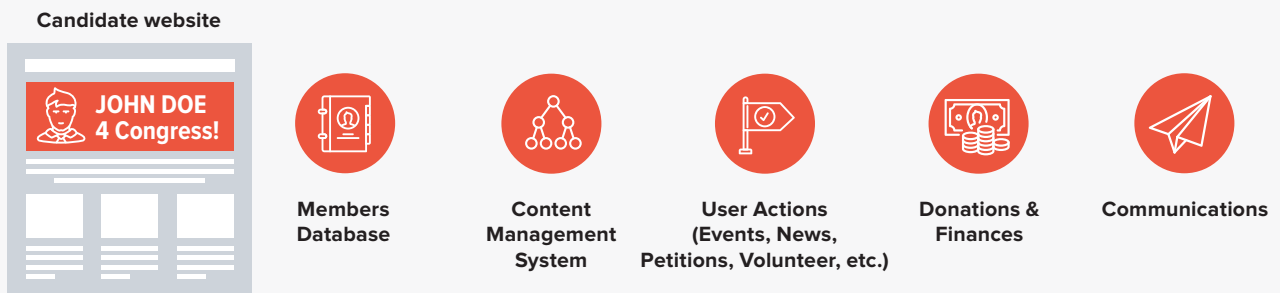 Candidate website
JOHN DOE
4 Congress!
Members
Database
Content
Management
System
User Actions
(Events, News,
Petitions, Volunteer, etc.)
Donations &
Finances
Communications